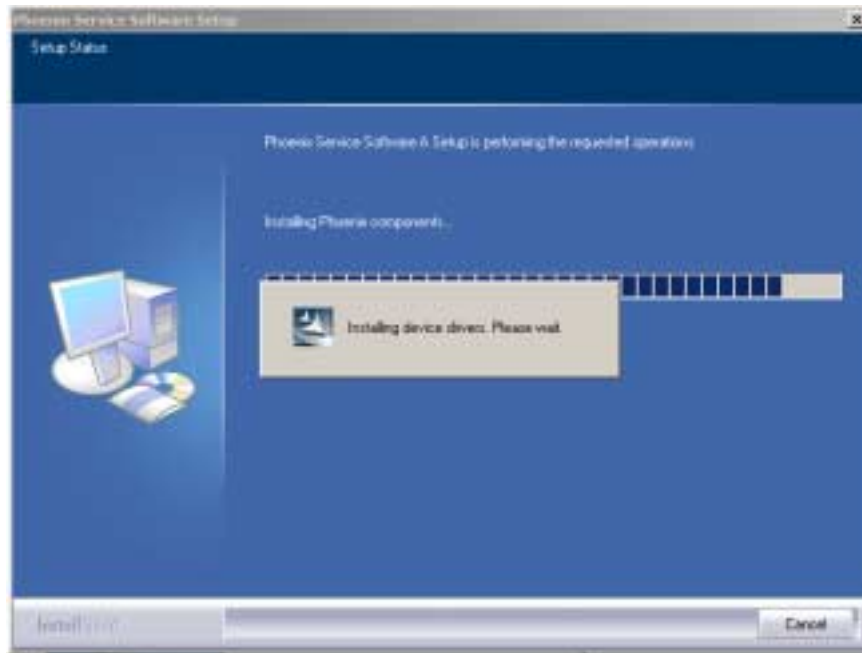 Phoenix Service Software Setup
Setup Status
Phoenix Service Software A Setup is performing the requested operations
Installing Phoenix components...
Installing device drivers. Please wait.
Install
Cancel